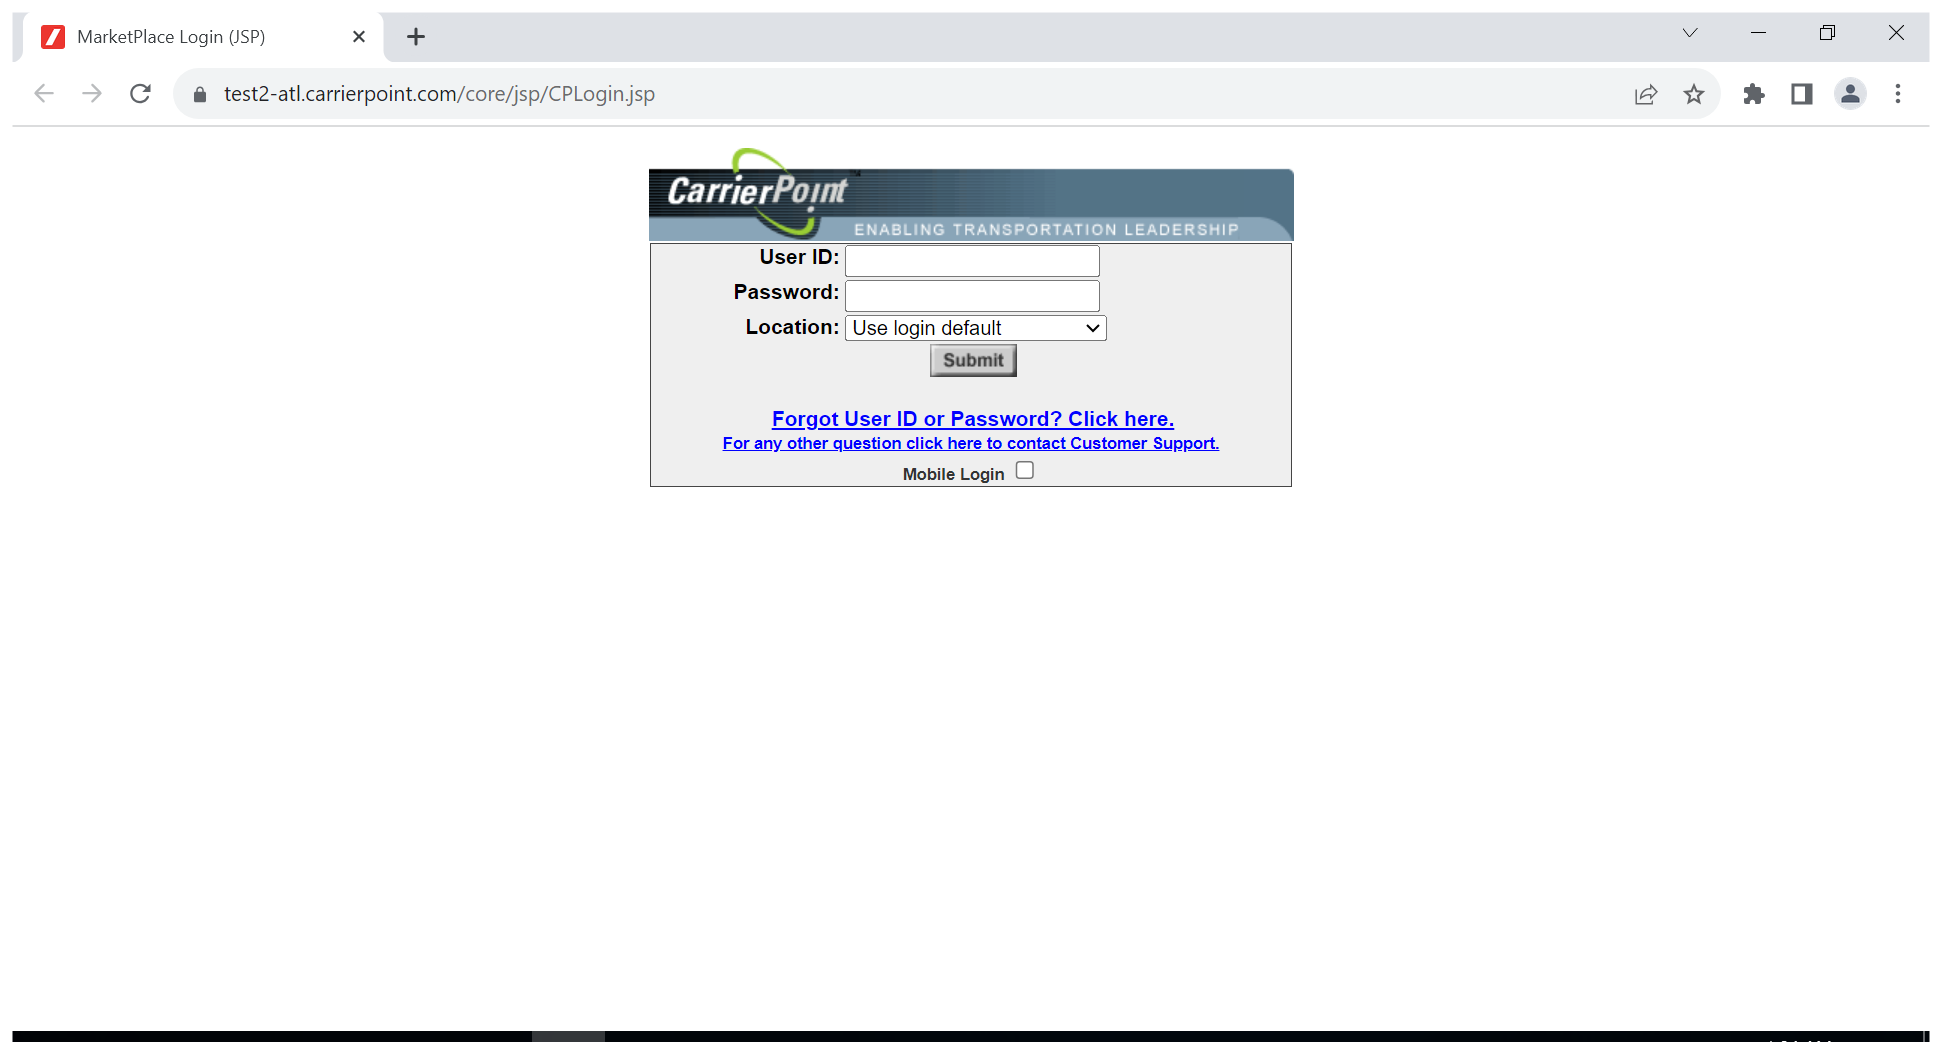 MarketPlace Login (JSP)
test2-atl.carrierpoint.com/core/jsp/CPLogin.jsp
CarrierPoint
ENABLING TRANSPORTATION LEADERSHIP
User ID:
Password:
Location: Use login default
Submit
Forgot User ID or Password? Click here.
For any other question click here to contact Customer Support.
Mobile Login